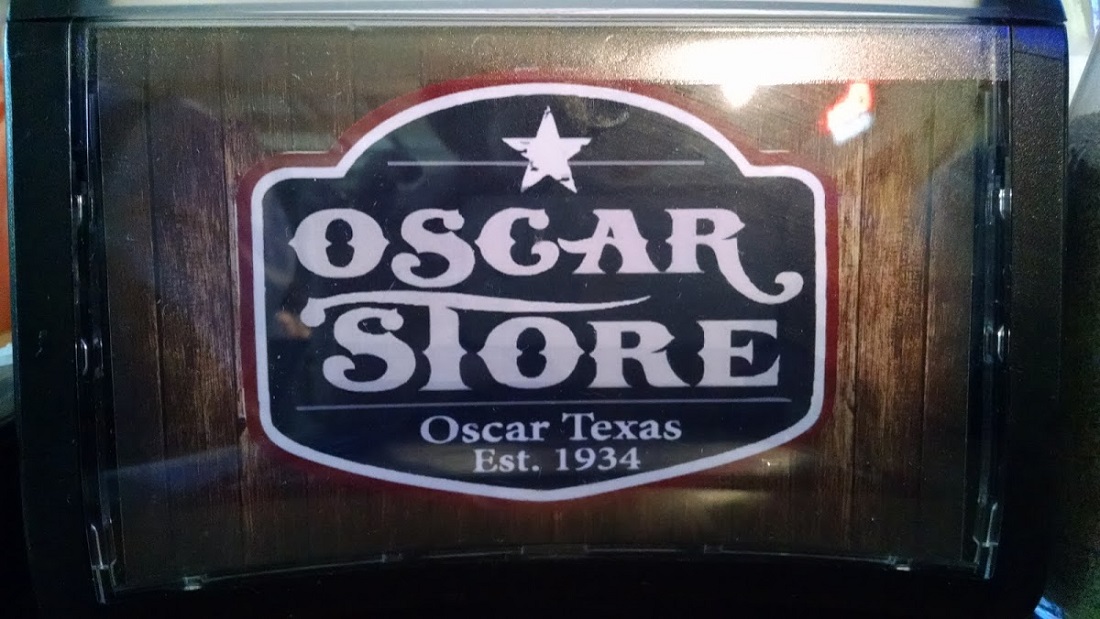 OSCAR
STORE
Oscar Texas
Est. 1934